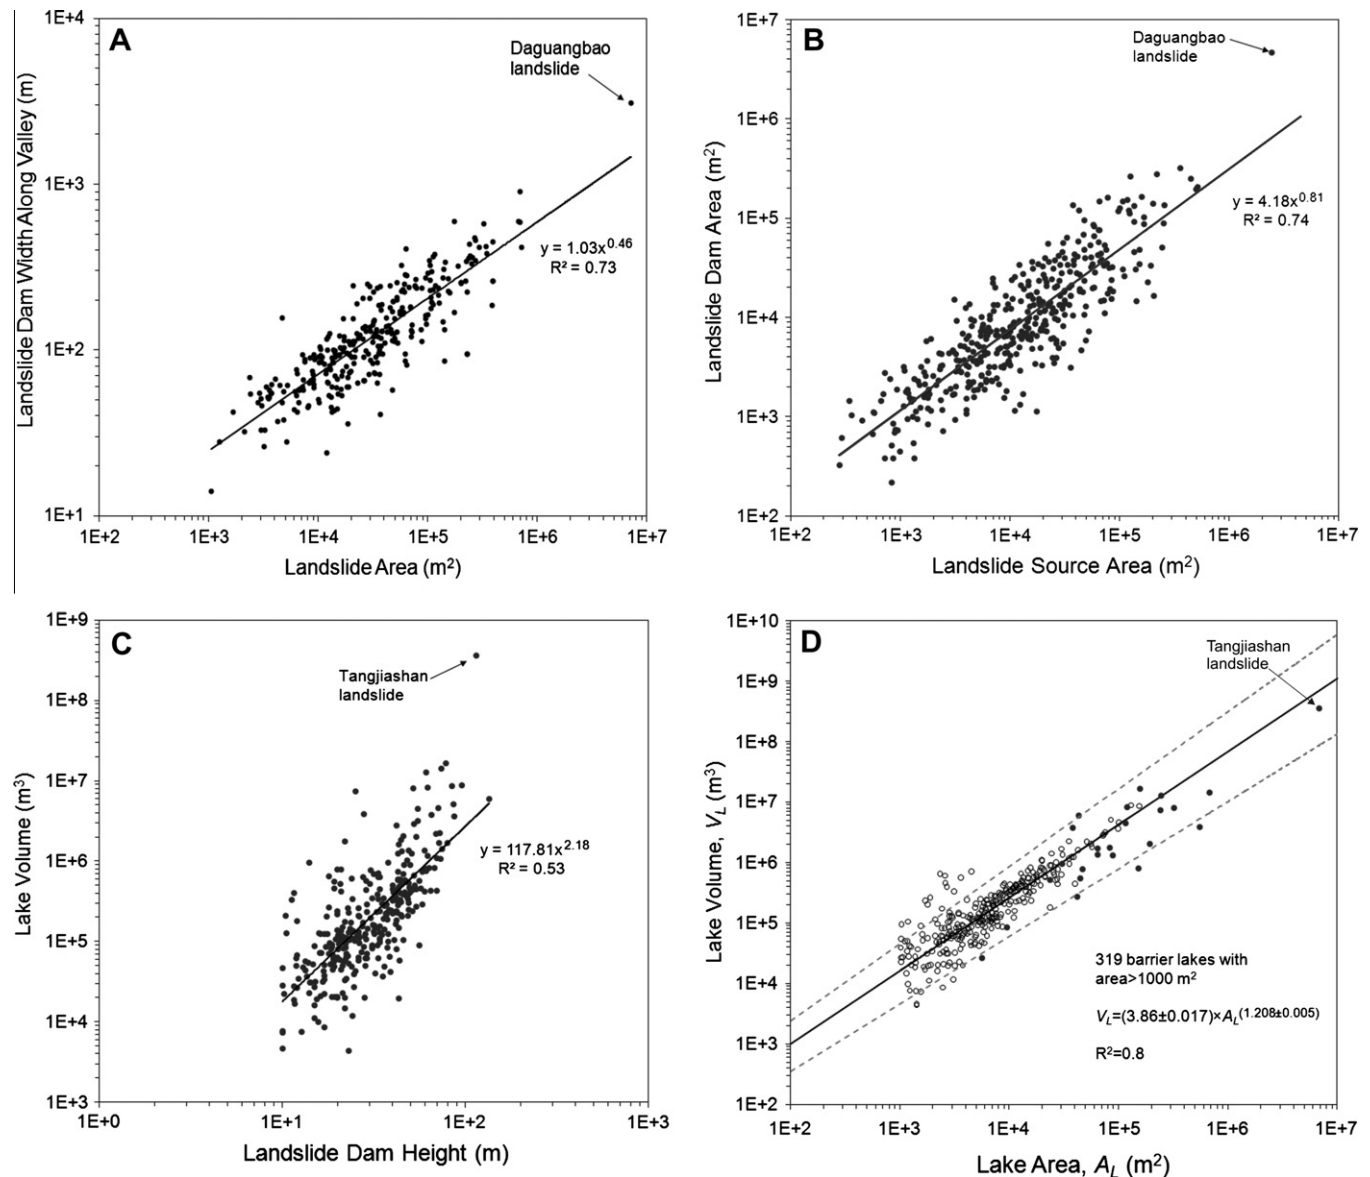 A
1E+4
1E+3
1E+2
1E+1
1E+2
1E+3
1E+4
1E+5
1E+6
1E+7
Landslide Dam Width Along Valley (m)
Landslide Area (m²)
Daguangbao
landslide
y = 1.03x^0.46
R² = 0.73
B
1E+7
1E+6
1E+5
1E+4
1E+3
1E+2
1E+2
1E+3
1E+4
1E+5
1E+6
1E+7
Landslide Dam Area (m²)
Landslide Source Area (m²)
Daguangbao
landslide
y = 4.18x^0.81
R² = 0.74
C
1E+9
1E+8
1E+7
1E+6
1E+5
1E+4
1E+3
1E+0
1E+1
1E+2
1E+3
Lake Volume (m³)
Landslide Dam Height (m)
Tangjiashan
landslide
y = 117.81x^2.18
R² = 0.53
D
1E+10
1E+9
1E+8
1E+7
1E+6
1E+5
1E+4
1E+3
1E+2
1E+2
1E+3
1E+4
1E+5
1E+6
1E+7
Lake Volume, V_L (m³)
Lake Area, A_L (m²)
Tangjiashan
landslide
319 barrier lakes with
area>1000 m²
V_L=(3.86±0.017)×A_L^(1.208±0.005)
R²=0.8